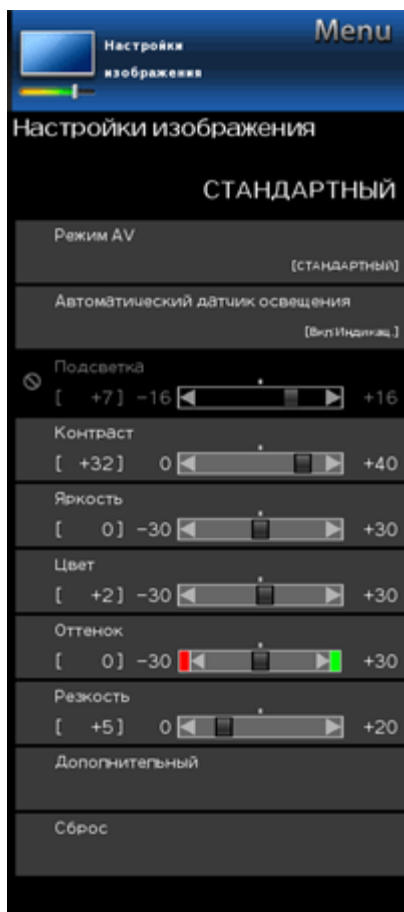 Menu
Настройки
изображения
Настройки изображения
СТАНДАРТНЫЙ
Режим AV
[СТАНДАРТНЫЙ]
Автоматический датчик освещения
[Вкл:Индикац.]
Подсветка
[ +7] -16 +16
Контраст
[ +32] 0 +40
Яркость
[ 0] -30 +30
Цвет
[ +2] -30 +30
Оттенок
[ 0] -30 +30
Резкость
[ +5] 0 +20
Дополнительный
Сброс